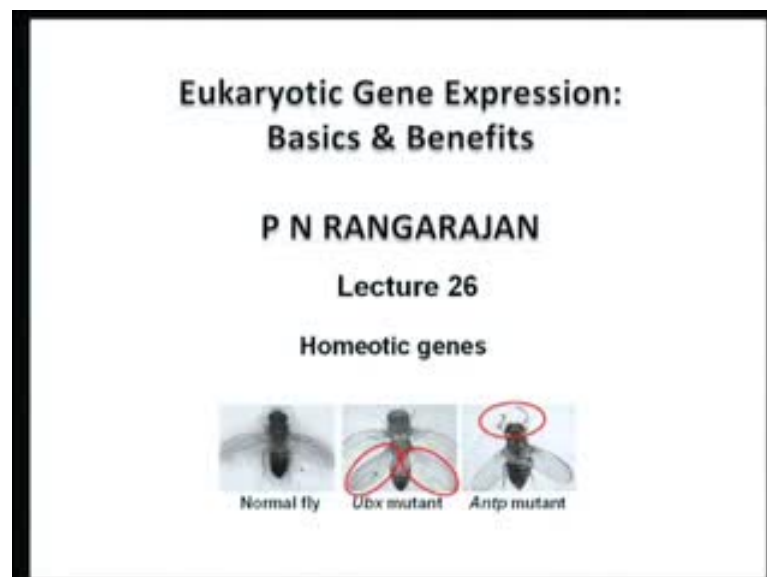 Eukaryotic Gene Expression:
Basics & Benefits
P N RANGARAJAN
Lecture 26
Homeotic genes
Normal fly Ubx mutant Antp mutant